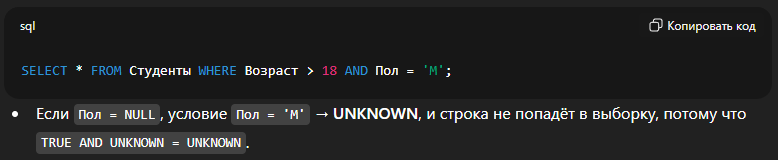 sql
Копировать код
SELECT * FROM Студенты WHERE Возраст > 18 AND Пол = 'М';
• Если Пол = NULL, условие Пол = 'М' → UNKNOWN, и строка не попадёт в выборку, потому что
TRUE AND UNKNOWN = UNKNOWN.